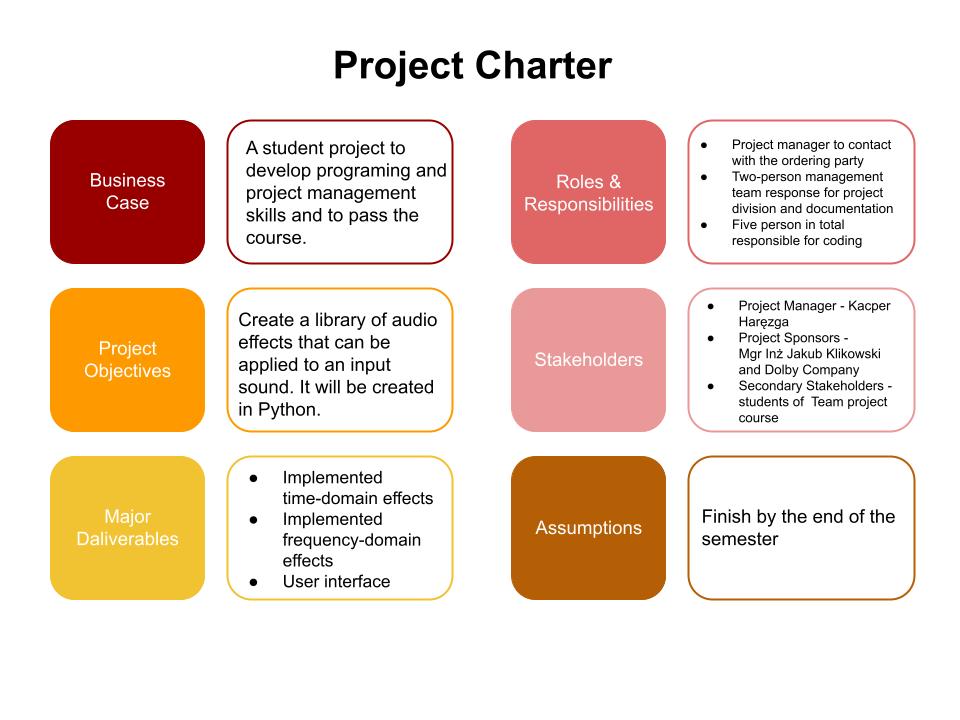 Project Charter
Business
Case
A student project to
develop programing and
project management
skills and to pass the
course.
Project
Objectives
Create a library of audio
effects that can be
applied to an input
sound. It will be created
in Python.
Major
Daliverables
● Implemented
time-domain effects
● Implemented
frequency-domain
effects
● User interface
Roles &
Responsibilities
● Project manager to contact
with the ordering party
● Two-person management
team response for project
division and documentation
● Five person in total
responsible for coding
Stakeholders
● Project Manager - Kacper
Haręzga
● Project Sponsors -
Mgr Inż Jakub Klikowski
and Dolby Company
● Secondary Stakeholders -
students of  Team project
course
Assumptions
Finish by the end of the
semester